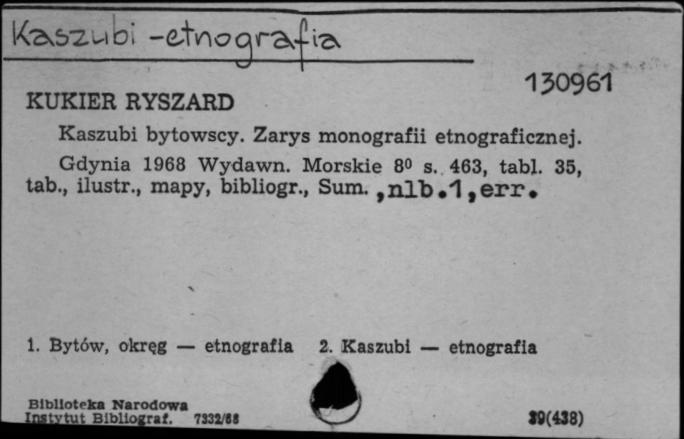 Kaszubi - etnografia
130961
KUKIER RYSZARD
Kaszubi bytowscy. Zarys monografii etnograficznej.
Gdynia 1968 Wydawn. Morskie 8⁰ s. 463, tabl. 35,
tab., ilustr., mapy, bibliogr., Sum. ,nlb.1,err.
1. Bytów, okręg — etnografia 2. Kaszubi — etnografia
Biblioteka Narodowa
Instytut Bibliograf. 7332/68 39(438)